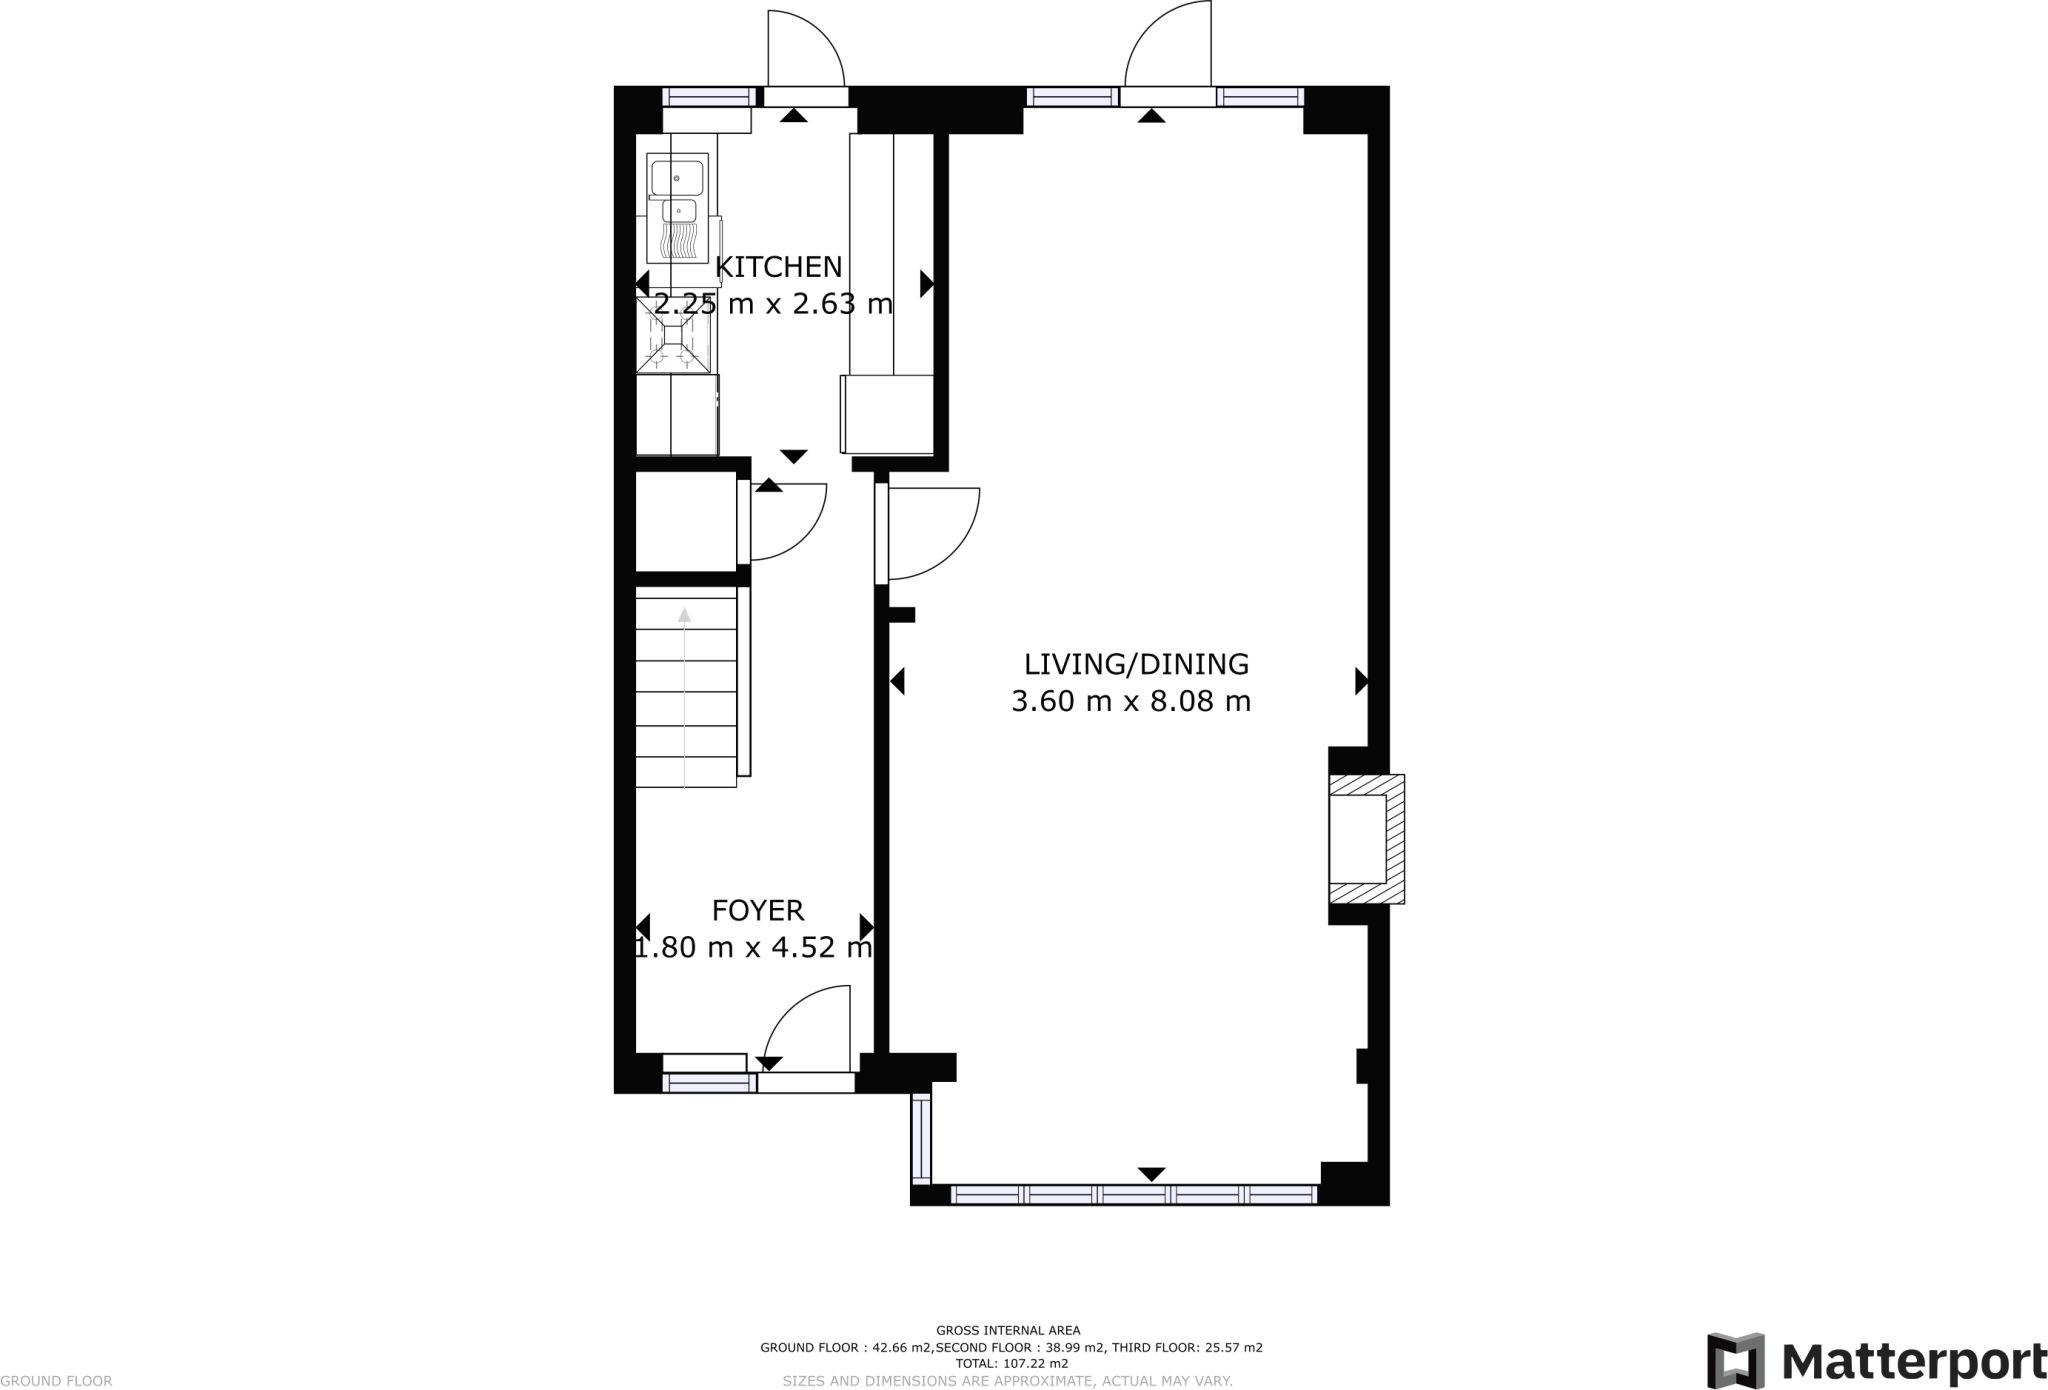 KITCHEN
2.25 m x 2.63 m
LIVING/DINING
3.60 m x 8.08 m
FOYER
1.80 m x 4.52 m
GROSS INTERNAL AREA
GROUND FLOOR : 42.66 m2,SECOND FLOOR : 38.99 m2, THIRD FLOOR: 25.57 m2
TOTAL: 107.22 m2
SIZES AND DIMENSIONS ARE APPROXIMATE, ACTUAL MAY VARY.
GROUND FLOOR
Matterport